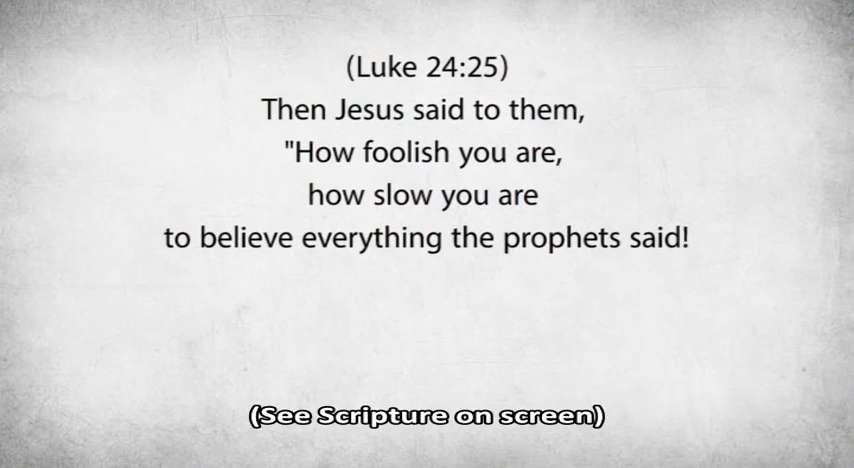 (Luke 24:25)
Then Jesus said to them,
"How foolish you are,
how slow you are
to believe everything the prophets said!
(See Scripture on screen)